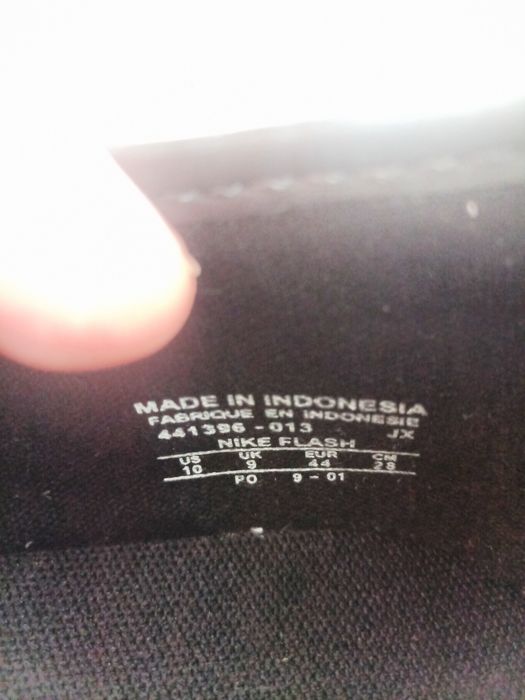 MADE IN INDONESIA
FABRIQUE EN INDONESIE
441396-013 JX
NIKE FLASH
US UK EUR CM
10 9 44 28
PO 9-01